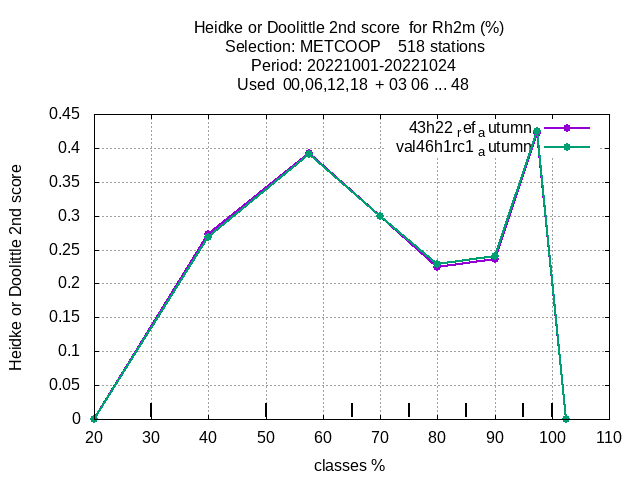 Heidke or Doolittle 2nd score for Rh2m (%)
Selection: METCOOP 518 stations
Period: 20221001-20221024
Used 00,06,12,18 + 03 06 ... 48
43h22 ref a utumn
val46h1rc1 a utumn
Heidke or Doolittle 2nd score
0.45
0.4
0.35
0.3
0.25
0.2
0.15
0.1
0.05
0
20 30 40 50 60 70 80 90 100 110
classes %